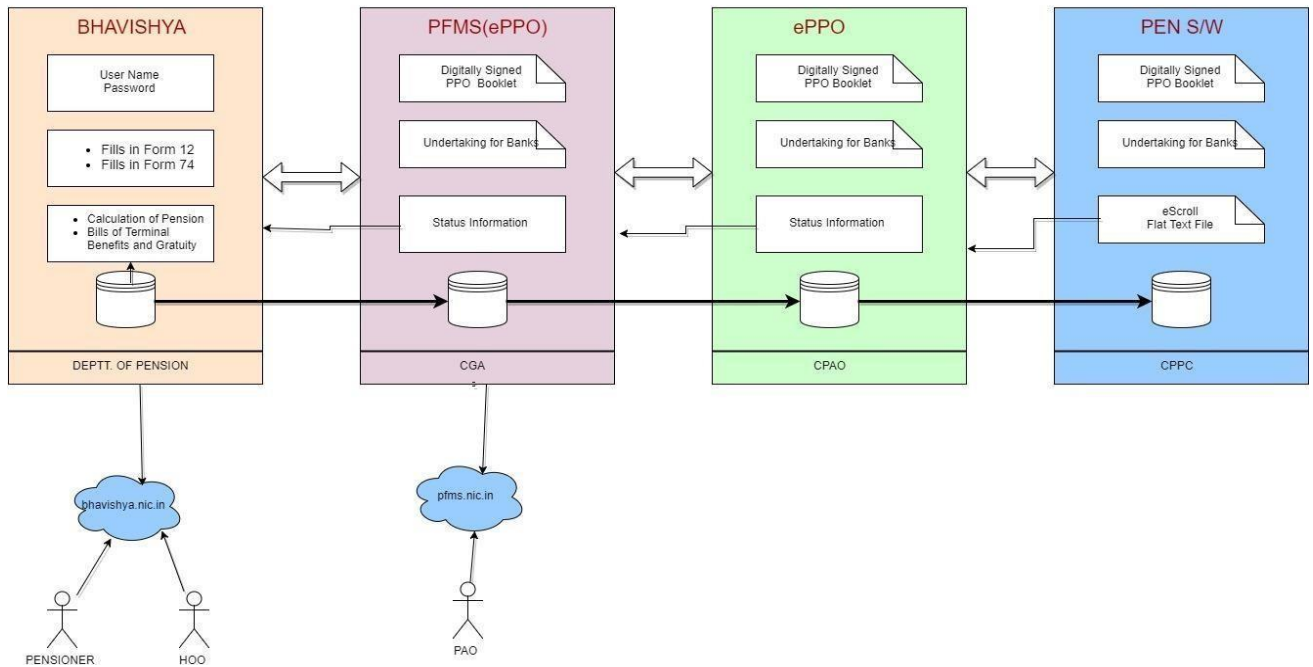 BHAVISHYA
User Name
Password
• Fills in Form 12
• Fills in Form 74
• Calculation of Pension
• Bills of Terminal
Benefits and Gratuity
DEPTT. OF PENSION
PFMS(ePPO)
Digitally Signed
PPO Booklet
Undertaking for Banks
Status Information
CGA
s
ePPO
Digitally Signed
PPO Booklet
Undertaking for Banks
Status Information
CPAO
PEN S/W
Digitally Signed
PPO Booklet
Undertaking for Banks
eScroll
Flat Text File
CPPC
bhavishya.nic.in
pfms.nic.in
PENSIONER
HOO
PAO